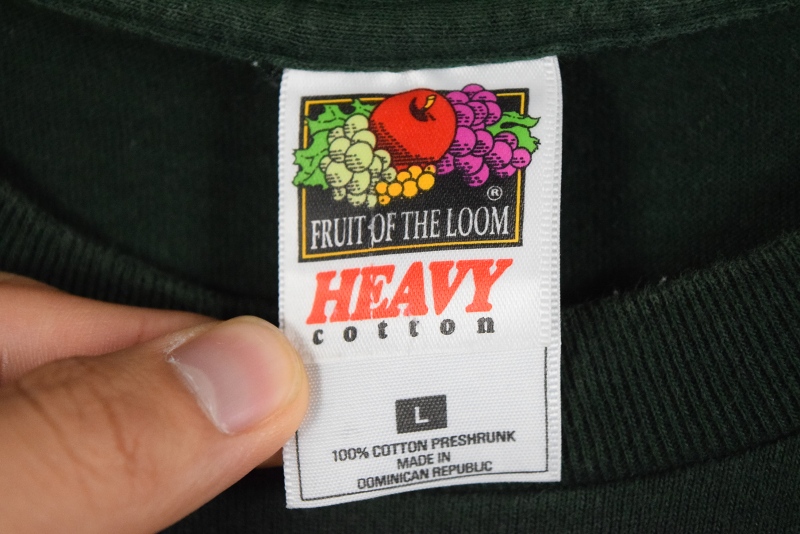 ®
FRUIT OF THE LOOM
HEAVY
cotton
L
100% COTTON PRESHRUNK
MADE IN
DOMINICAN REPUBLIC